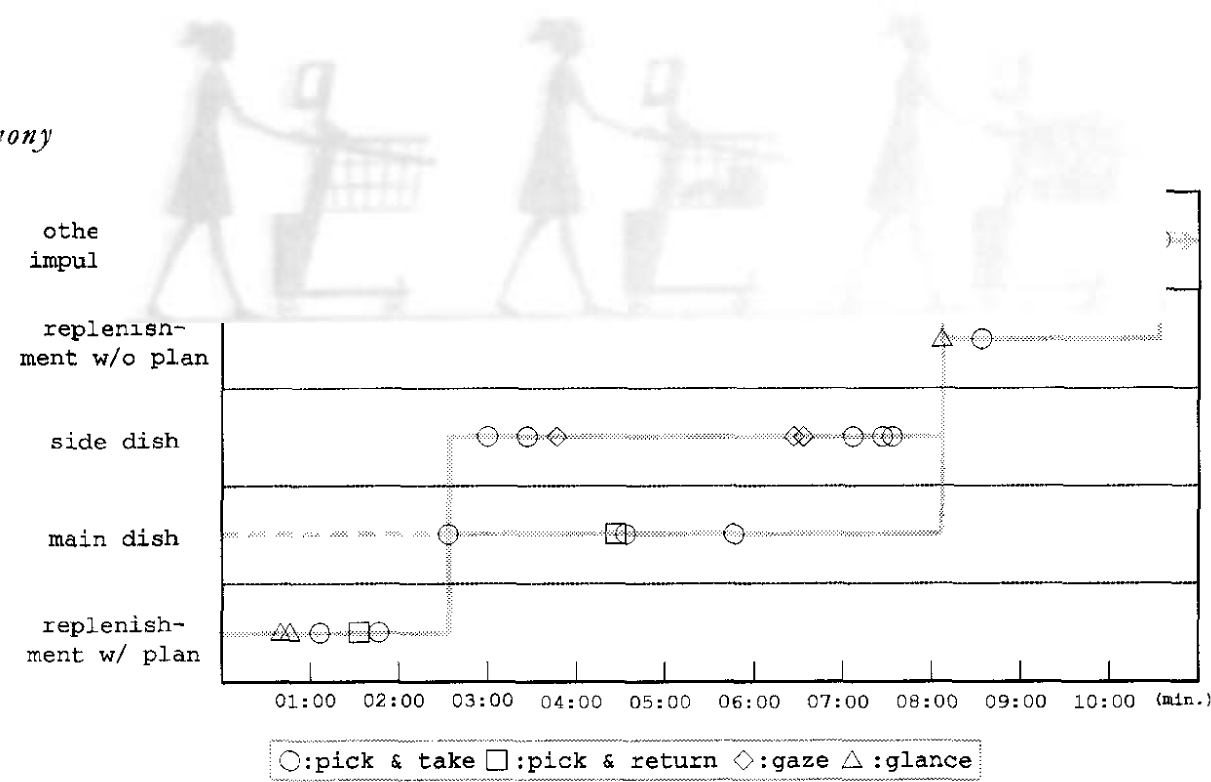 othe
impul
replenish-
ment w/o plan
side dish
main dish
replenish-
ment w/ plan
01:00 02:00 03:00 04:00 05:00 06:00 07:00 08:00 09:00 10:00 (min.)
○:pick & take □:pick & return ◇:gaze △:glance